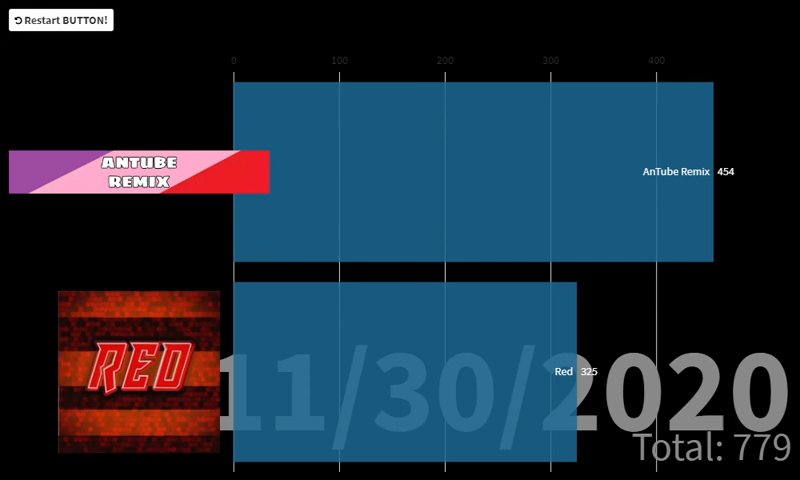 Restart BUTTON!
0 100 200 300 400
ANTUBE
REMIX
AnTube Remix 454
RED
Red 325
11/30/2020
Total: 779